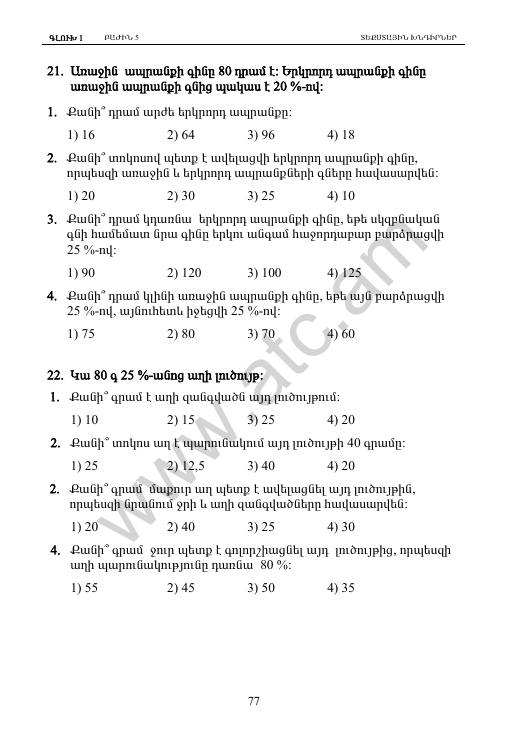 ԳԼՈՒԽ 1 ԲԱԺԻՆ 5 ՏԵՔՍՏԱՅԻՆ ԽՆԴԻՐՆԵՐ
21. Առաջին ապրանքի գինը 80 դրամ է: Երկրորդ ապրանքի գինը
առաջին ապրանքի գնից պակաս է 20 %-ով:
1. Քանի՞ դրամ արժե երկրորդ ապրանքը:
1) 16 2) 64 3) 96 4) 18
2. Քանի՞ տոկոսով պետք է ավելացվի երկրորդ ապրանքի գինը,
որպեսզի առաջին և երկրորդ ապրանքների գները հավասարվեն:
1) 20 2) 30 3) 25 4) 10
3. Քանի՞ դրամ կդառնա երկրորդ ապրանքի գինը, եթե սկզբնական
գնի համեմատ նրա գինը երկու անգամ հաջորդաբար բարձրացվի
25 %-ով:
1) 90 2) 120 3) 100 4) 125
4. Քանի՞ դրամ կլինի առաջին ապրանքի գինը, եթե այն բարձրացվի
25 %-ով, այնուհետև իջեցվի 25 %-ով:
1) 75 2) 80 3) 70 4) 60
22. Կա 80 գ 25 %-անոց աղի լուծույթ:
1. Քանի՞ գրամ է աղի զանգվածն այդ լուծույթում:
1) 10 2) 15 3) 25 4) 20
2. Քանի՞ տոկոս աղ է պարունակում այդ լուծույթի 40 գրամը:
1) 25 2) 12,5 3) 40 4) 20
2. Քանի՞ գրամ մաքուր աղ պետք է ավելացնել այդ լուծույթին,
որպեսզի նրանում ջրի և աղի զանգվածները հավասարվեն:
1) 20 2) 40 3) 25 4) 30
4. Քանի՞ գրամ ջուր պետք է գոլորշիացնել այդ լուծույթից, որպեսզի
աղի պարունակությունը դառնա 80 %:
1) 55 2) 45 3) 50 4) 35
www.atc.am
77